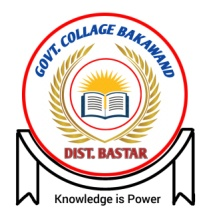 GOVT. COLLAGE BAKAWAND
DIST. BASTAR
Knowledge is Power